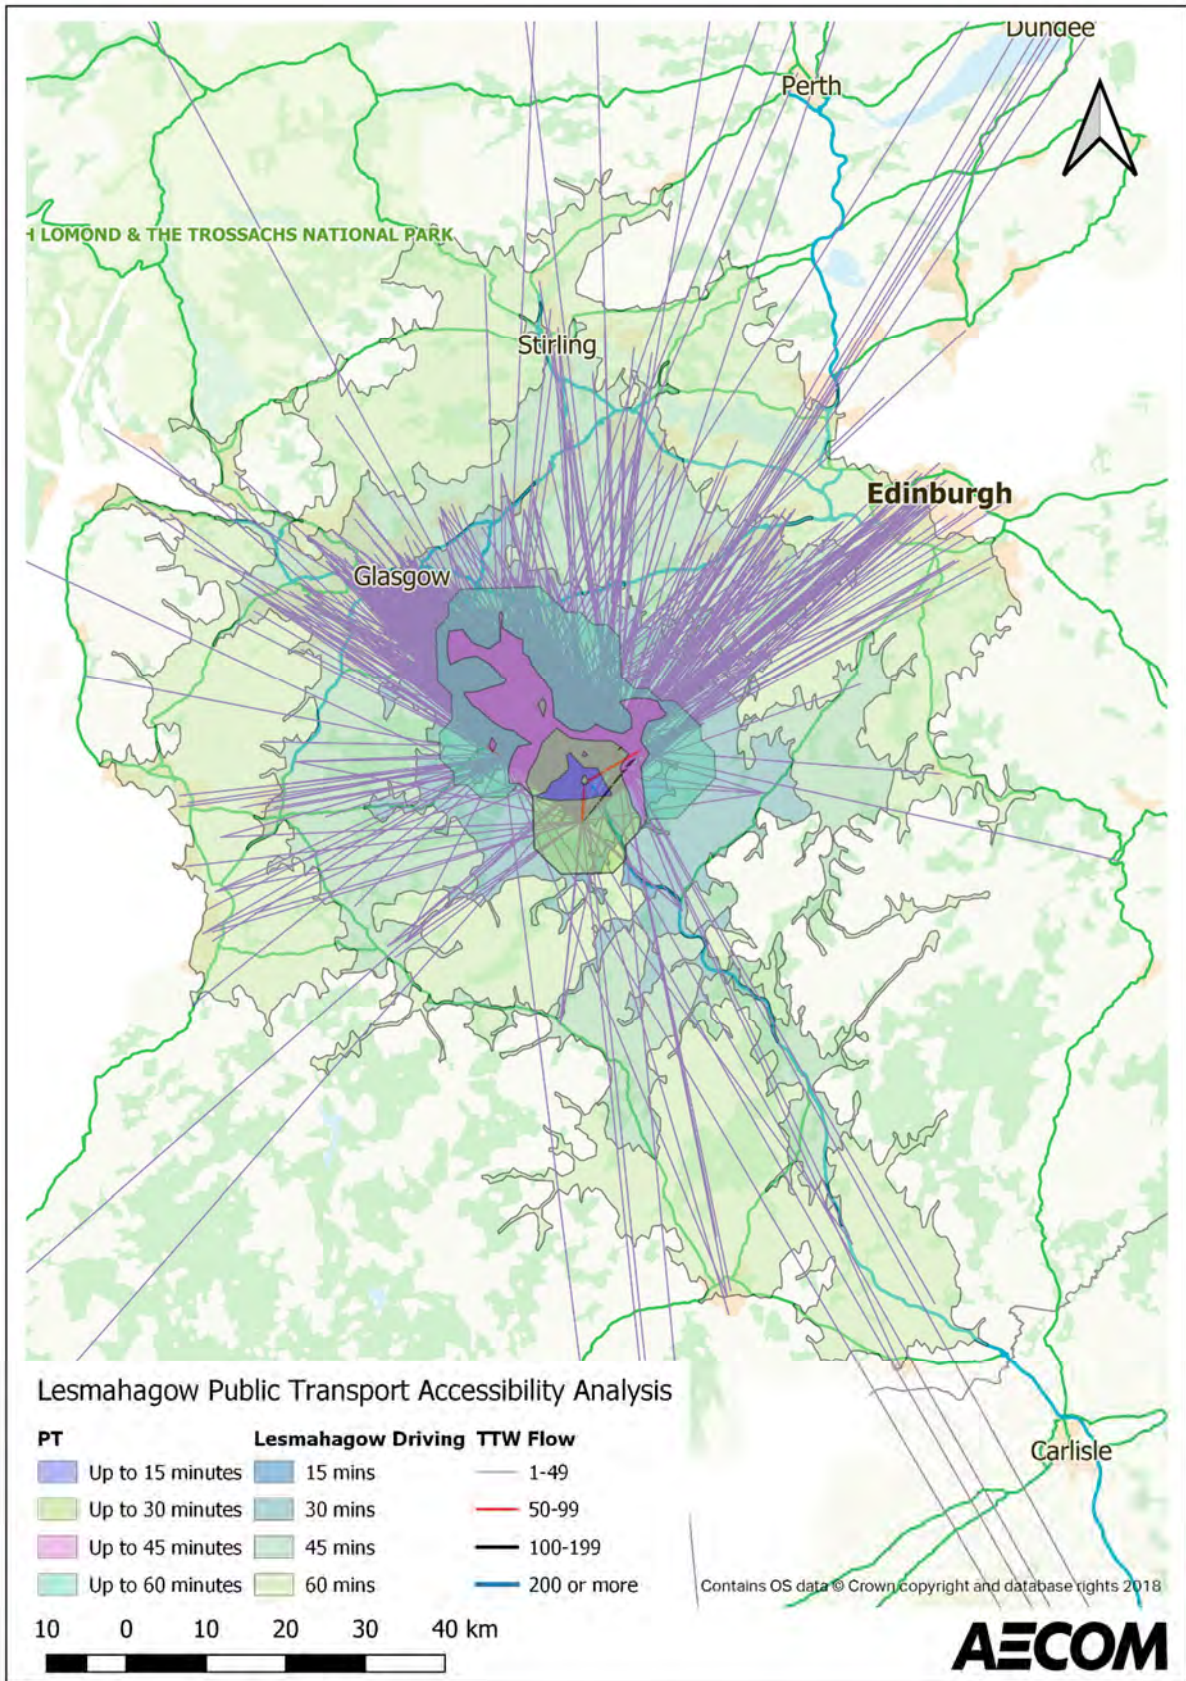 Dundee
Perth
H LOMOND & THE TROSSACHS NATIONAL PARK
Stirling
Edinburgh
Glasgow
Carlisle
Lesmahagow Public Transport Accessibility Analysis
PT Lesmahagow Driving TTW Flow
Up to 15 minutes 15 mins 1-49
Up to 30 minutes 30 mins 50-99
Up to 45 minutes 45 mins 100-199
Up to 60 minutes 60 mins 200 or more
Contains OS data © Crown copyright and database rights 2018
10 0 10 20 30 40 km
AECOM